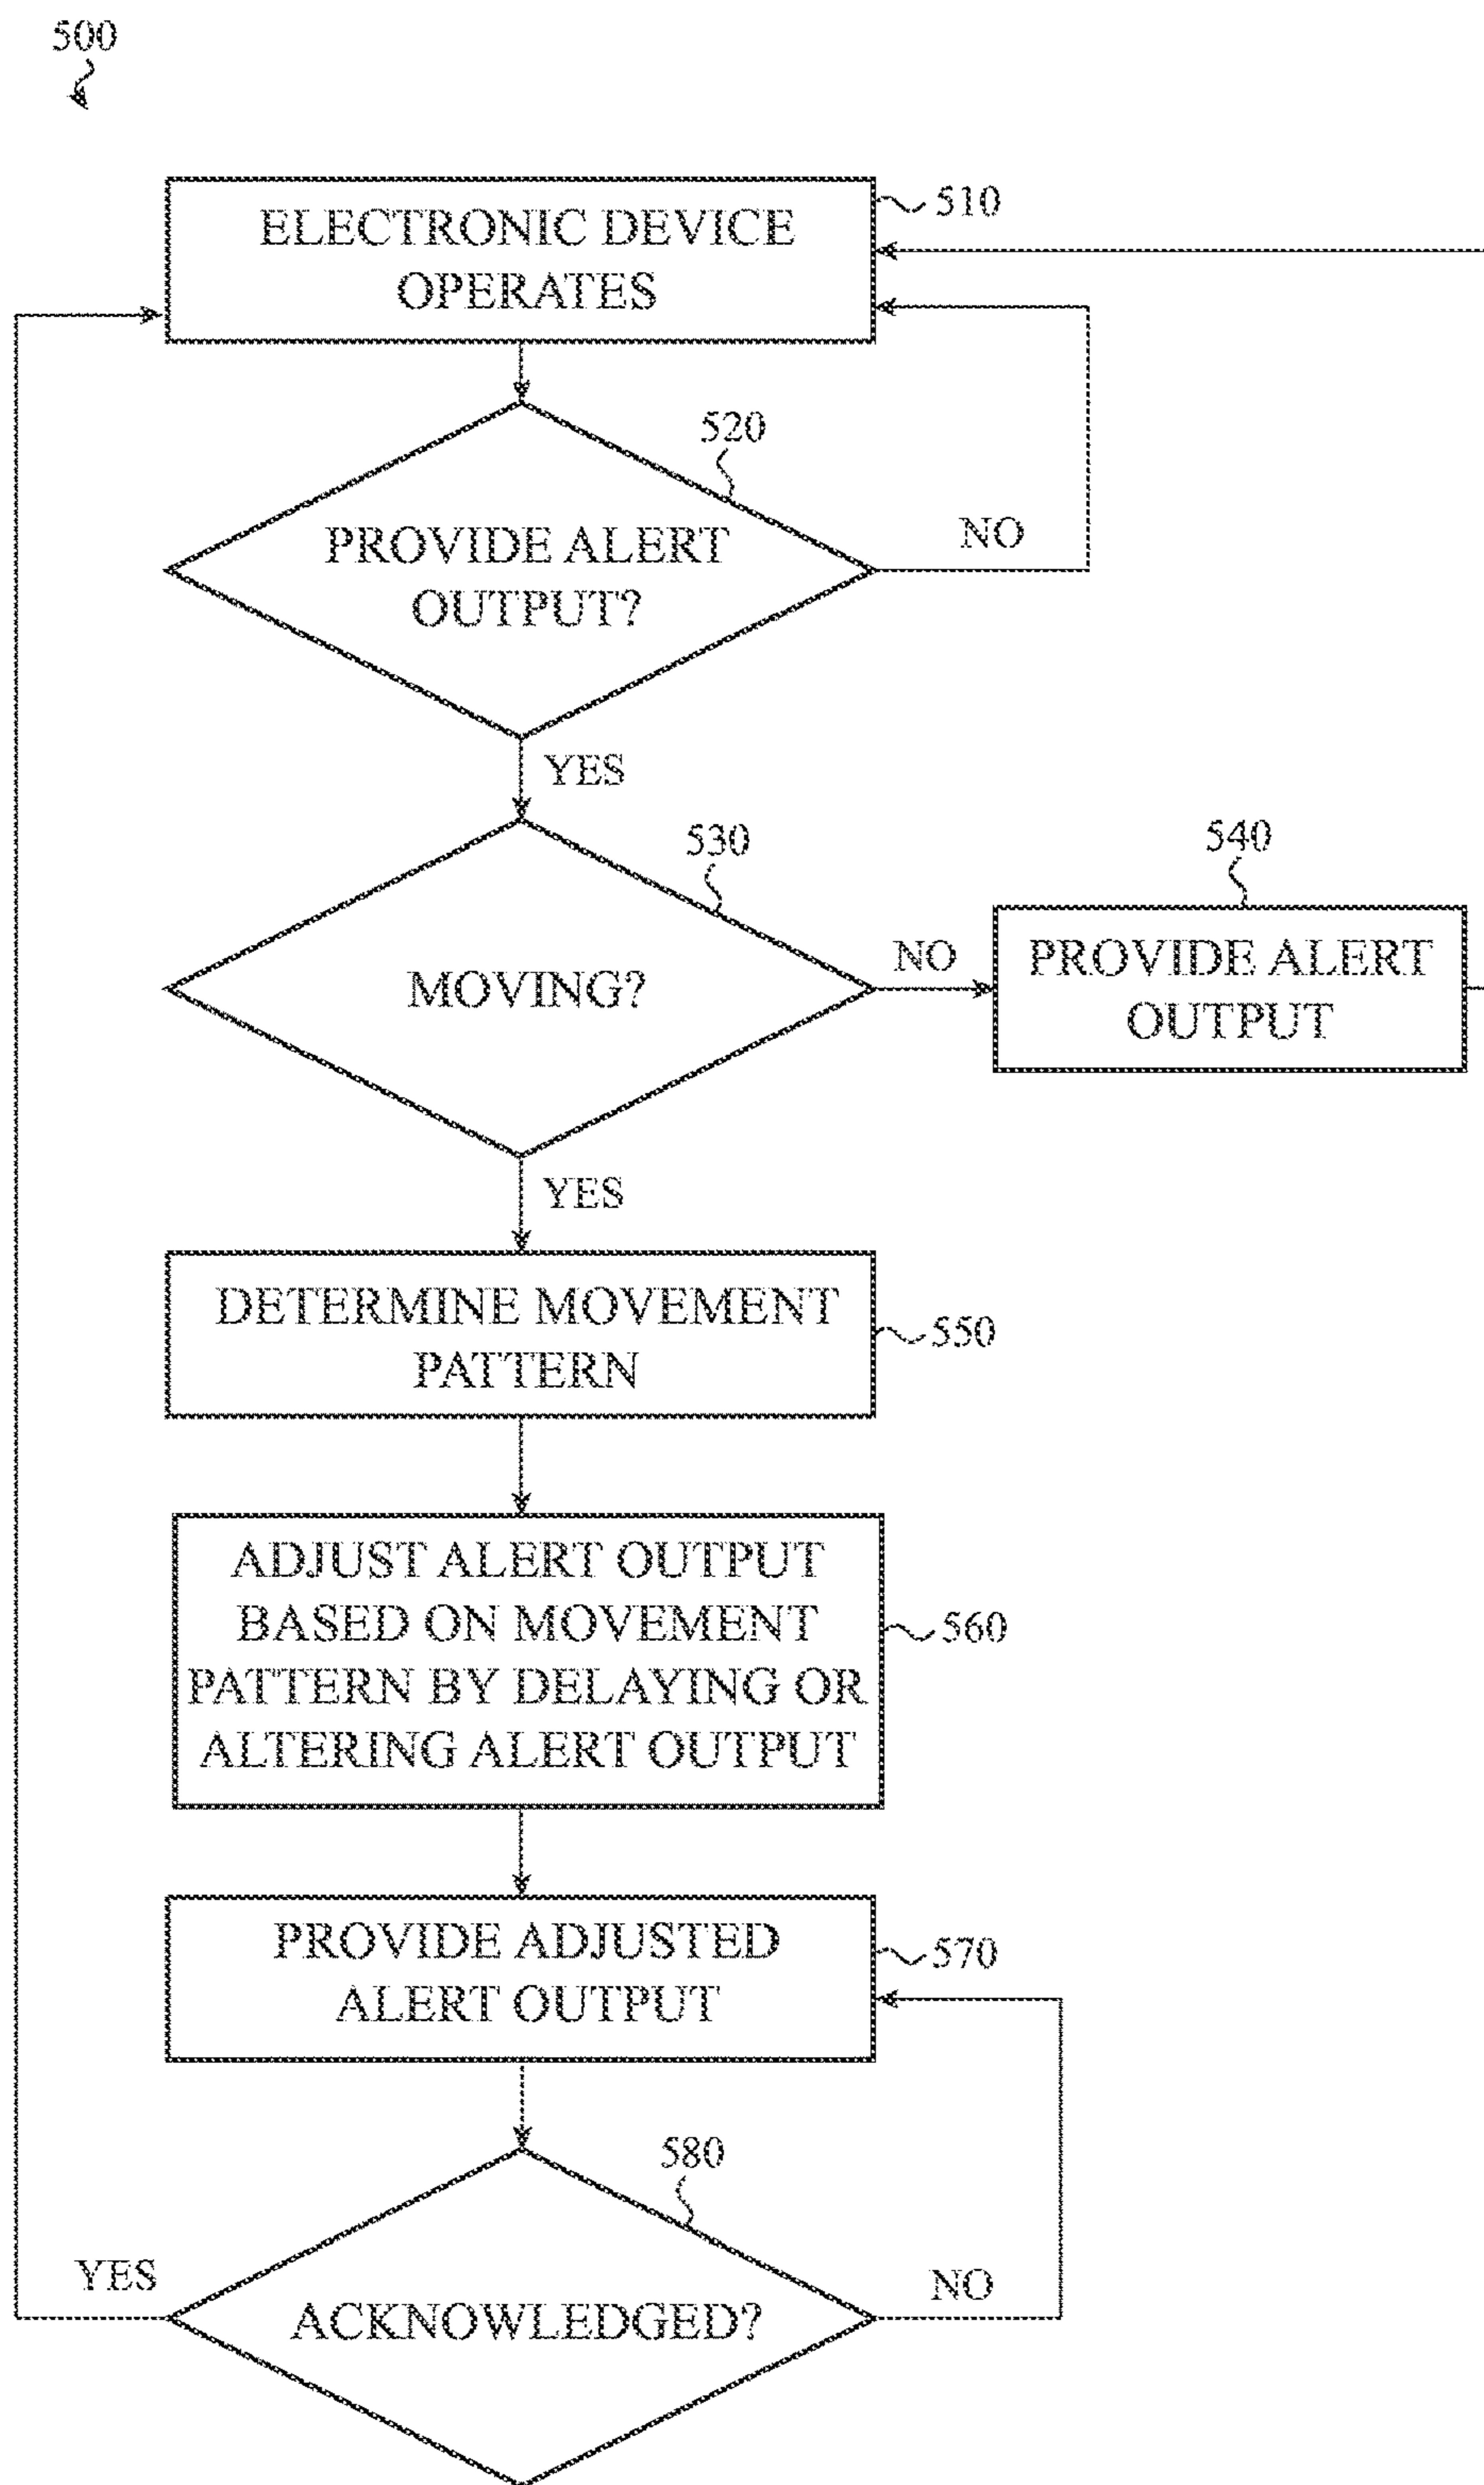 500
ELECTRONIC DEVICE
OPERATES
510
520
PROVIDE ALERT
OUTPUT?
NO
YES
530
MOVING?
NO
540
PROVIDE ALERT
OUTPUT
YES
DETERMINE MOVEMENT
PATTERN
550
ADJUST ALERT OUTPUT
BASED ON MOVEMENT
PATTERN BY DELAYING OR
ALTERING ALERT OUTPUT
560
PROVIDE ADJUSTED
ALERT OUTPUT
570
580
YES
ACKNOWLEDGED?
NO